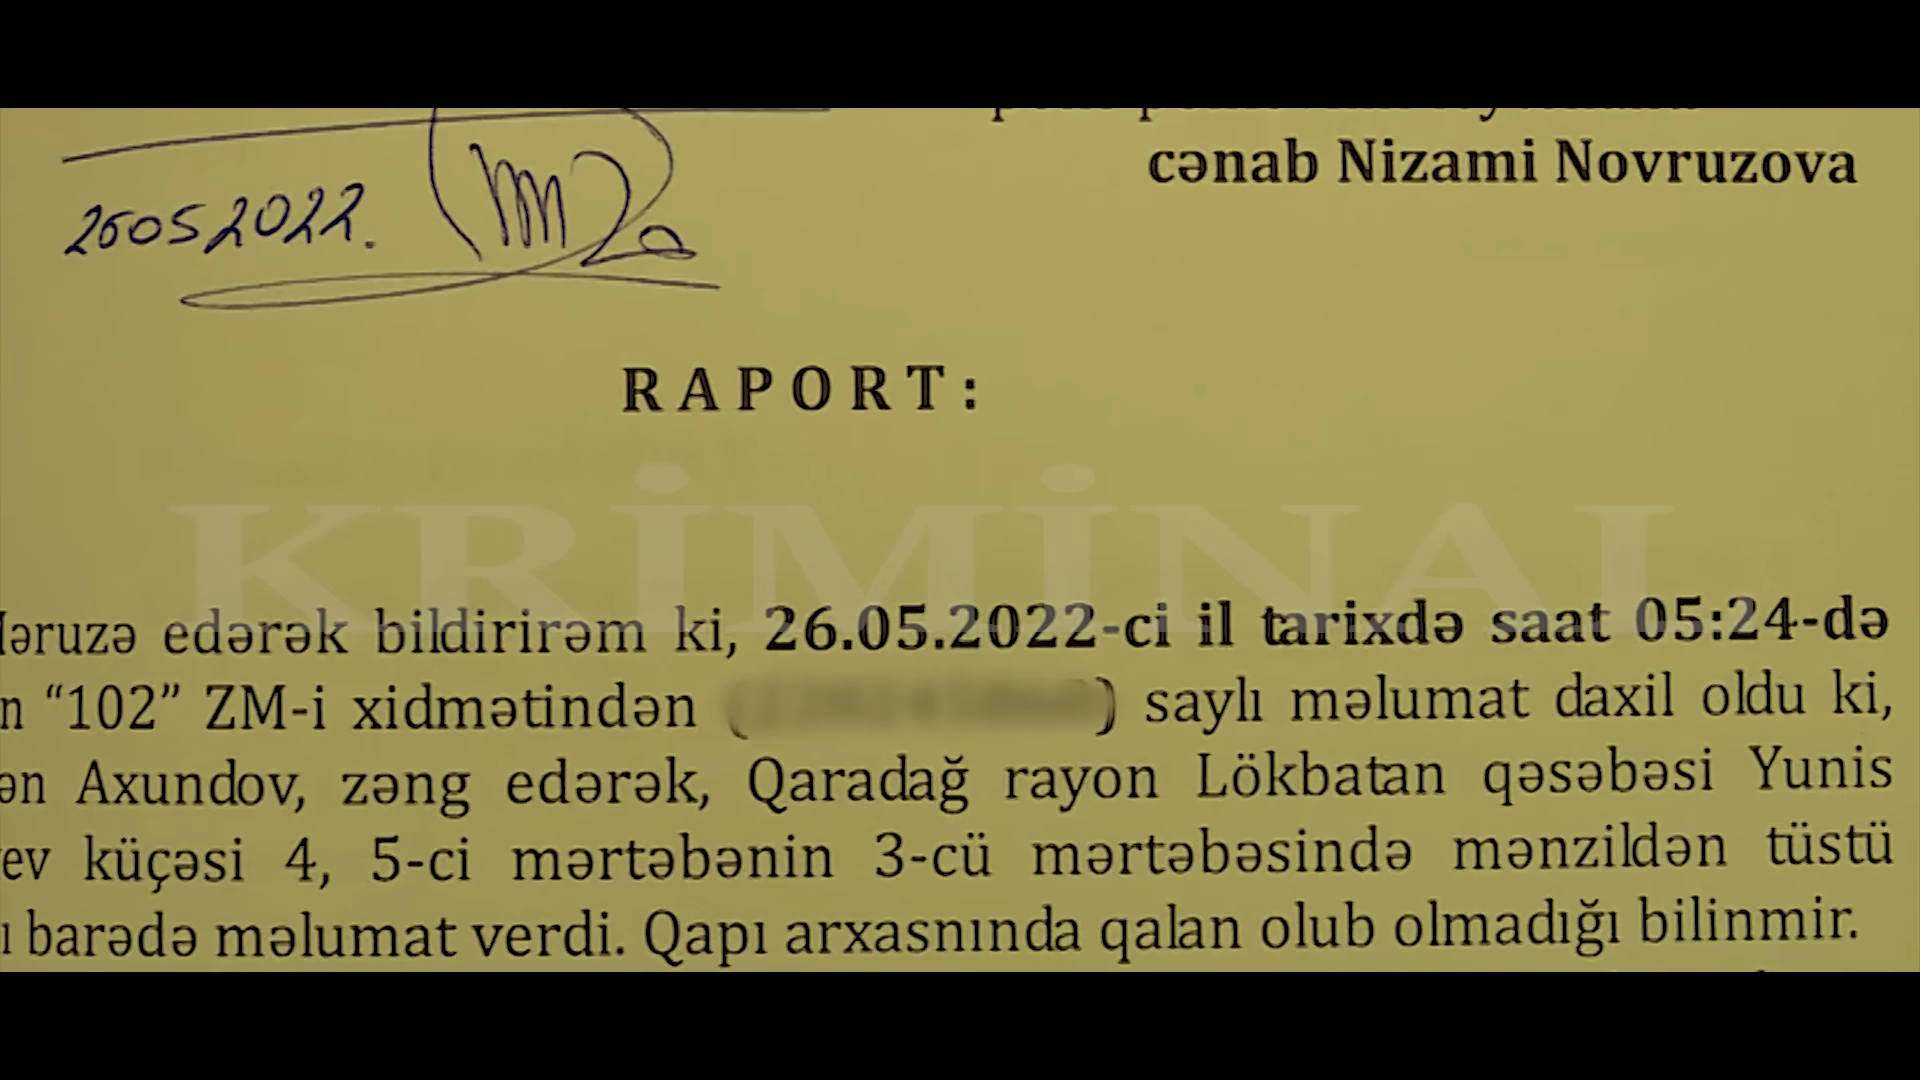 cənab Nizami Novruzova
26052022.
RAPORT:
KRİMİNAL
əruzə edərək bildirirəm ki, 26.05.2022-ci il tarixdə saat 05:24-də
n “102” ZM-i xidmətindən ( ) saylı məlumat daxil oldu ki,
ən Axundov, zəng edərək, Qaradağ rayon Lökbatan qəsəbəsi Yunis
ev küçəsi 4, 5-ci mərtəbənin 3-cü mərtəbəsində mənzildən tüstü
ı barədə məlumat verdi. Qapı arxasnında qalan olub olmadığı bilinmir.